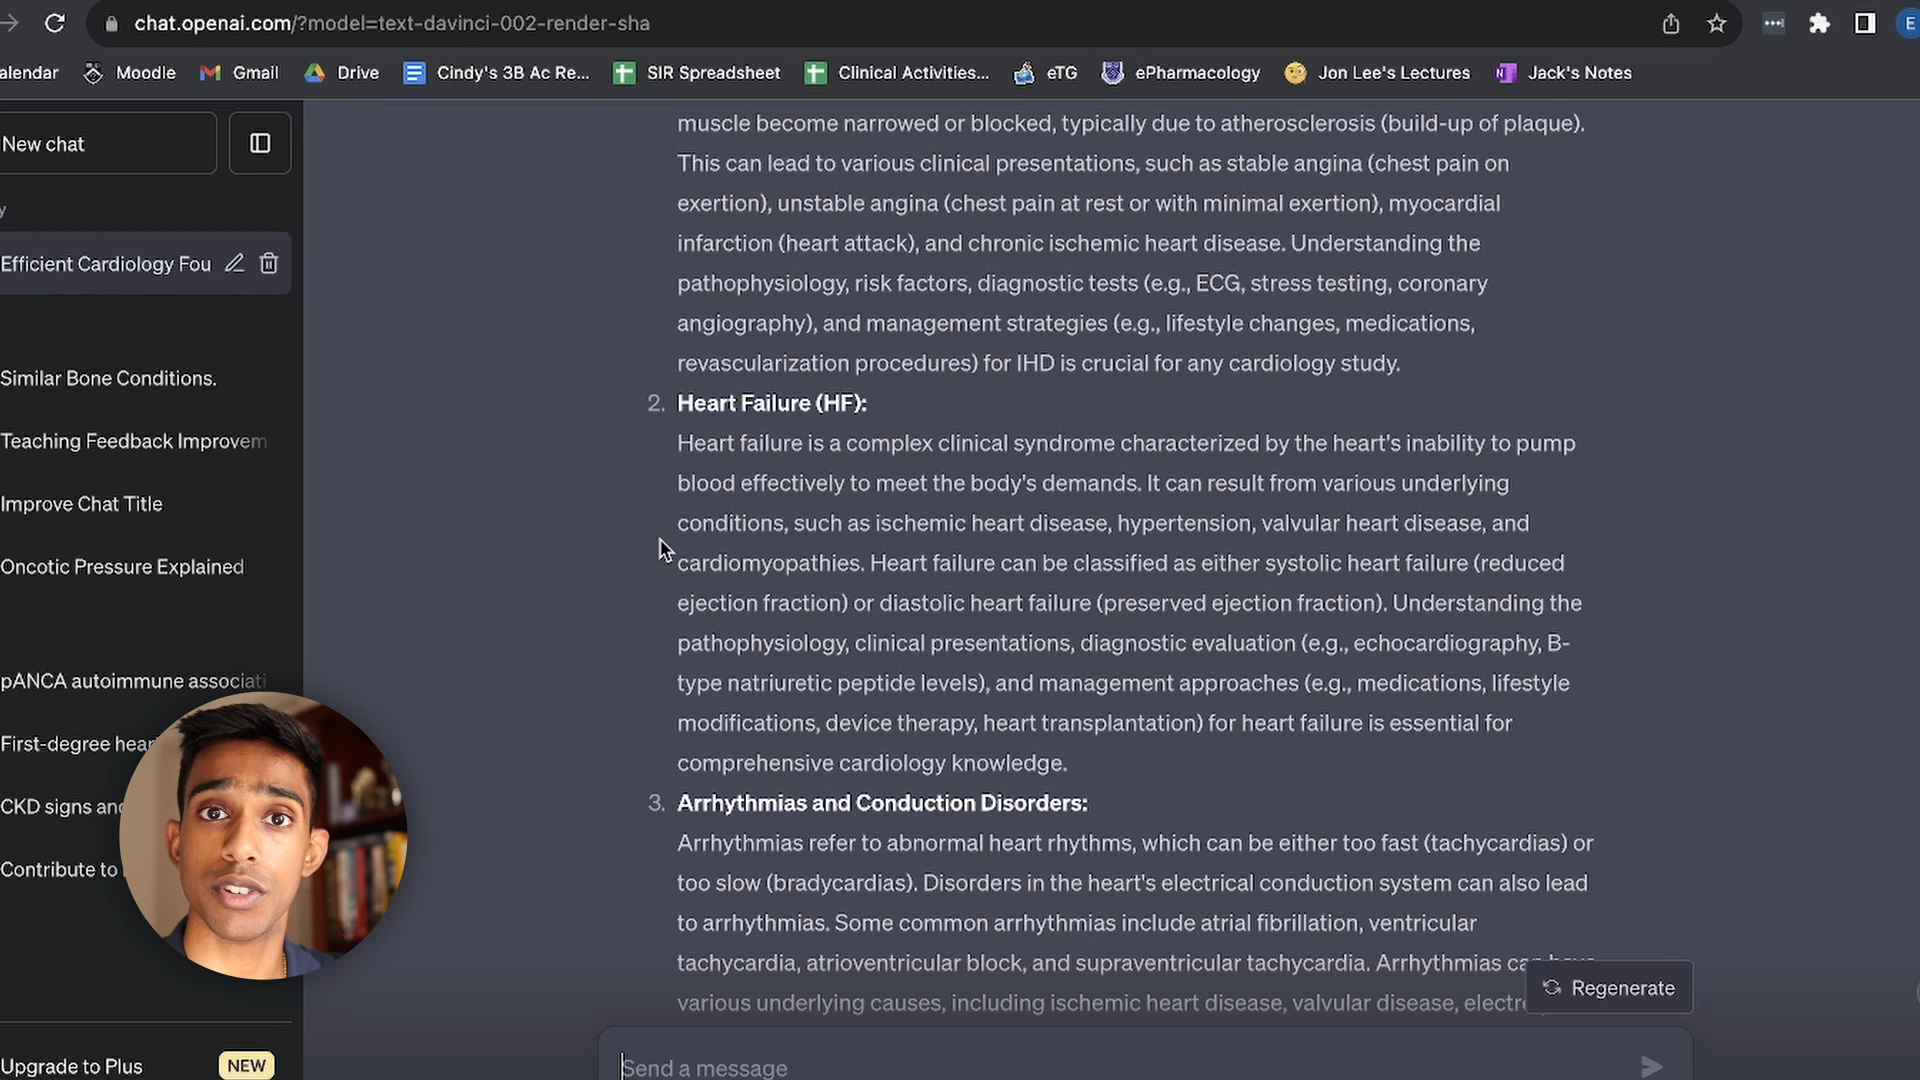 chat.openai.com/?model=text-davinci-002-render-sha
E
alendar Moodle Gmail Drive Cindy's 3B Ac Re... SIR Spreadsheet Clinical Activities... eTG ePharmacology Jon Lee's Lectures Jack's Notes
New chat
y
Efficient Cardiology Fou
Similar Bone Conditions.
Teaching Feedback Improvem
Improve Chat Title
Oncotic Pressure Explained
pANCA autoimmune associati
First-degree hear
CKD signs and
Contribute to
Upgrade to Plus NEW
muscle become narrowed or blocked, typically due to atherosclerosis (build-up of plaque).
This can lead to various clinical presentations, such as stable angina (chest pain on
exertion), unstable angina (chest pain at rest or with minimal exertion), myocardial
infarction (heart attack), and chronic ischemic heart disease. Understanding the
pathophysiology, risk factors, diagnostic tests (e.g., ECG, stress testing, coronary
angiography), and management strategies (e.g., lifestyle changes, medications,
revascularization procedures) for IHD is crucial for any cardiology study.
2. Heart Failure (HF):
Heart failure is a complex clinical syndrome characterized by the heart's inability to pump
blood effectively to meet the body's demands. It can result from various underlying
conditions, such as ischemic heart disease, hypertension, valvular heart disease, and
cardiomyopathies. Heart failure can be classified as either systolic heart failure (reduced
ejection fraction) or diastolic heart failure (preserved ejection fraction). Understanding the
pathophysiology, clinical presentations, diagnostic evaluation (e.g., echocardiography, B-
type natriuretic peptide levels), and management approaches (e.g., medications, lifestyle
modifications, device therapy, heart transplantation) for heart failure is essential for
comprehensive cardiology knowledge.
3. Arrhythmias and Conduction Disorders:
Arrhythmias refer to abnormal heart rhythms, which can be either too fast (tachycardias) or
too slow (bradycardias). Disorders in the heart's electrical conduction system can also lead
to arrhythmias. Some common arrhythmias include atrial fibrillation, ventricular
tachycardia, atrioventricular block, and supraventricular tachycardia. Arrhythmias
various underlying causes, including ischemic heart disease, valvular disease,
Regenerate
Send a message